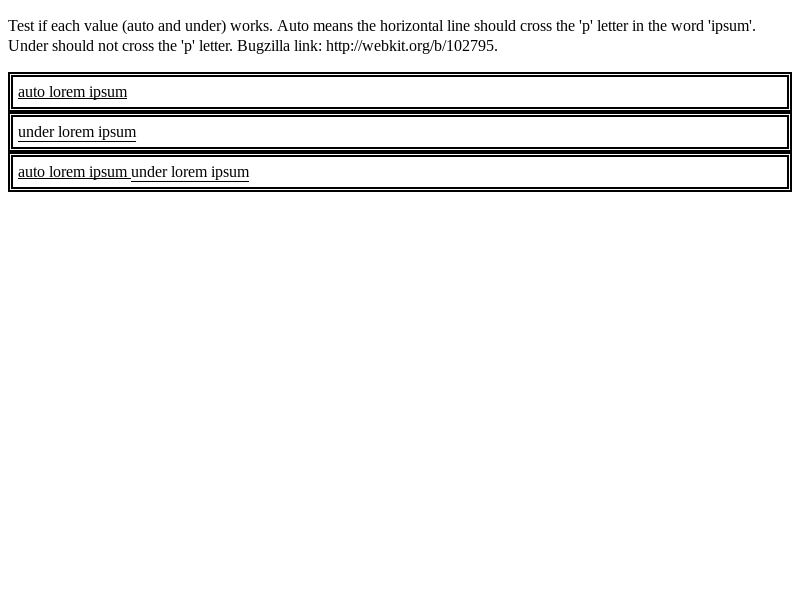 Test if each value (auto and under) works. Auto means the horizontal line should cross the 'p' letter in the word 'ipsum'.
Under should not cross the 'p' letter. Bugzilla link: http://webkit.org/b/102795.
auto lorem ipsum
under lorem ipsum
auto lorem ipsum under lorem ipsum